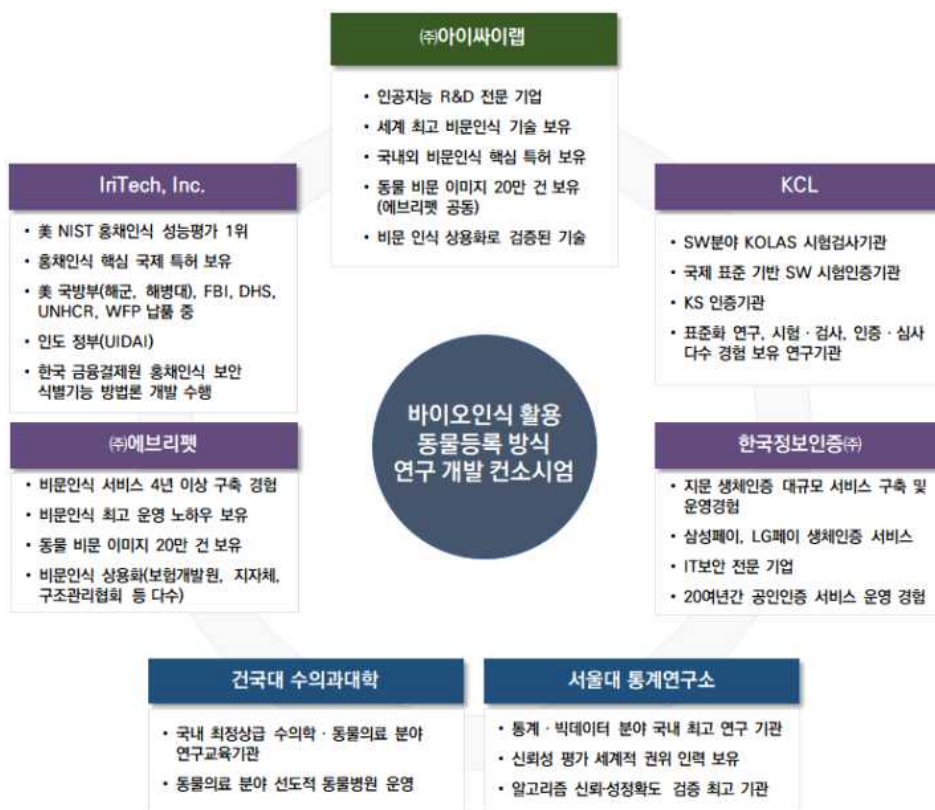 ㈜아이싸이랩
• 인공지능 R&D 전문 기업
• 세계 최고 비문인식 기술 보유
• 국내외 비문인식 핵심 특허 보유
• 동물 비문 이미지 20만 건 보유
(에브리펫 공동)
• 비문 인식 상용화로 검증된 기술
IriTech, Inc.
• 美 NIST 홍채인식 성능평가 1위
• 홍채인식 핵심 국제 특허 보유
• 美 국방부(해군, 해병대), FBI, DHS,
UNHCR, WFP 납품 중
• 인도 정부(UIDAI)
• 한국 금융결제원 홍채인식 보안
식별기능 방법론 개발 수행
KCL
• SW분야 KOLAS 시험검사기관
• 국제 표준 기반 SW 시험인증기관
• KS 인증기관
• 표준화 연구, 시험·검사, 인증·심사
다수 경험 보유 연구기관
바이오인식 활용
동물등록 방식
연구 개발 컨소시엄
㈜에브리펫
• 비문인식 서비스 4년 이상 구축 경험
• 비문인식 최고 운영 노하우 보유
• 동물 비문 이미지 20만 건 보유
• 비문인식 상용화(보험개발원, 지자체,
구조관리협회 등 다수)
한국정보인증㈜
• 지문 생체인증 대규모 서비스 구축 및
운영경험
• 삼성페이, LG페이 생체인증 서비스
• IT보안 전문 기업
• 20여년간 공인인증 서비스 운영 경험
건국대 수의과대학
• 국내 최정상급 수의학·동물의료 분야
연구교육기관
• 동물의료 분야 선도적 동물병원 운영
서울대 통계연구소
• 통계·빅데이터 분야 국내 최고 연구 기관
• 신뢰성 평가 세계적 권위 인력 보유
• 알고리즘 신뢰·성정확도 검증 최고 기관